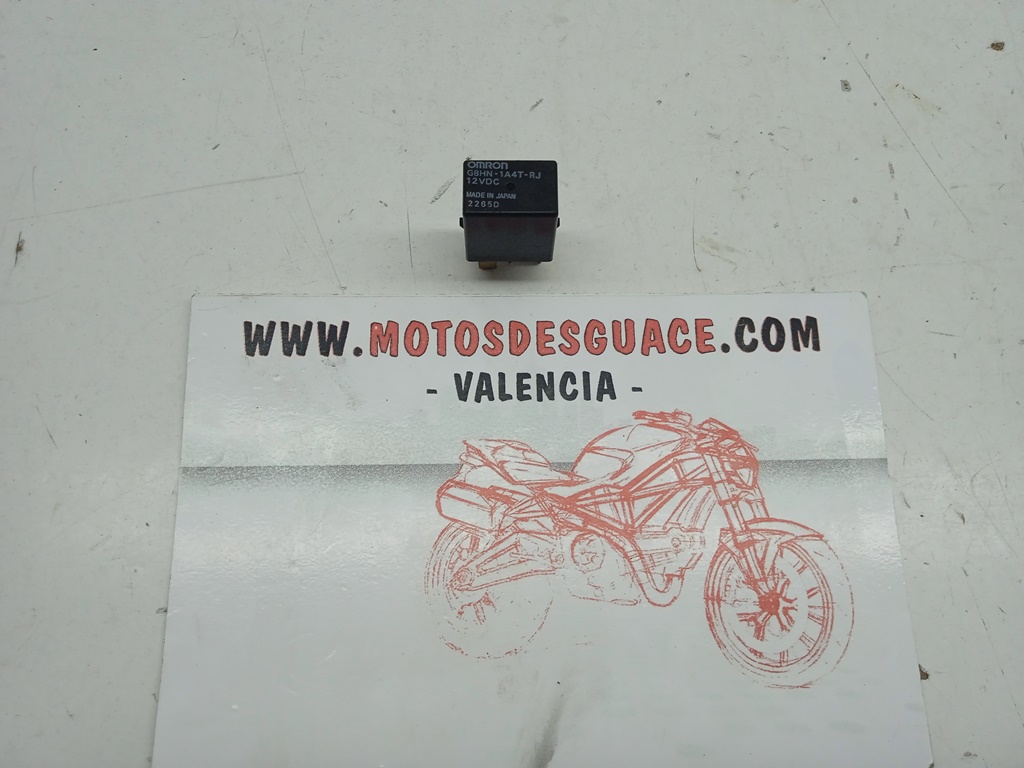 OMRON
G8HN-1A4T-RJ
12VDC
MADE IN JAPAN
2265D
WWW.MOTOSDESGUACE.COM
- VALENCIA -